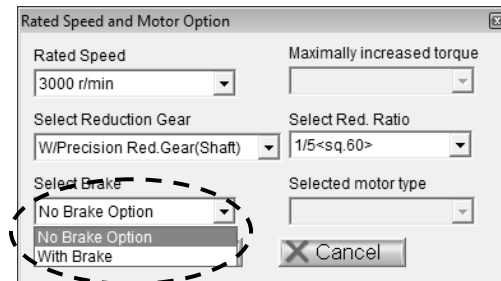 Rated Speed and Motor Option
Rated Speed
Maximally increased torque
3000 r/min
Select Reduction Gear
Select Red. Ratio
W/Precision Red.Gear(Shaft)
1/5<sq.60>
Select Brake
Selected motor type
No Brake Option
No Brake Option
With Brake
Cancel